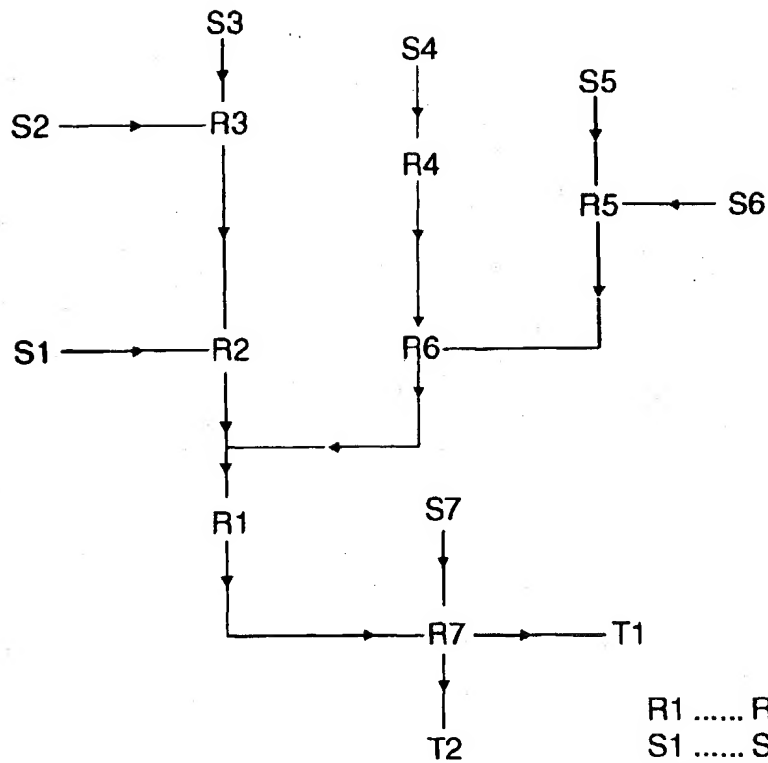 S3
S4
S5
S2 R3
R4
R5 S6
S1 R2 R6
S7
R1
R7 T1
R1 ...... R
T2 S1 ...... S